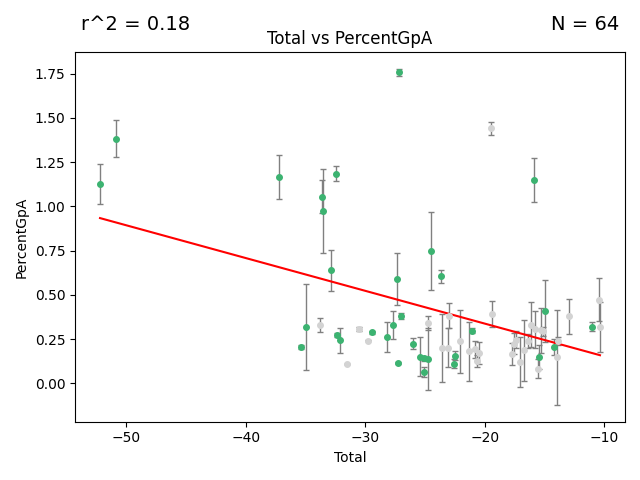 r^2 = 0.18
N = 64
Total vs PercentGpA
1.75
1.50
1.25
1.00
0.75
0.50
0.25
0.00
PercentGpA
−50
−40
−30
−20
−10
Total